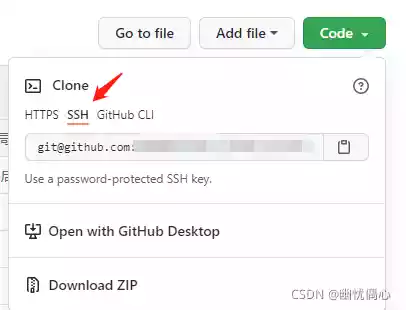 Go to file Add file Code
Clone
HTTPS SSH GitHub CLI
git@github.com:
Use a password-protected SSH key.
Open with GitHub Desktop
Download ZIP
CSDN @幽忧偶心